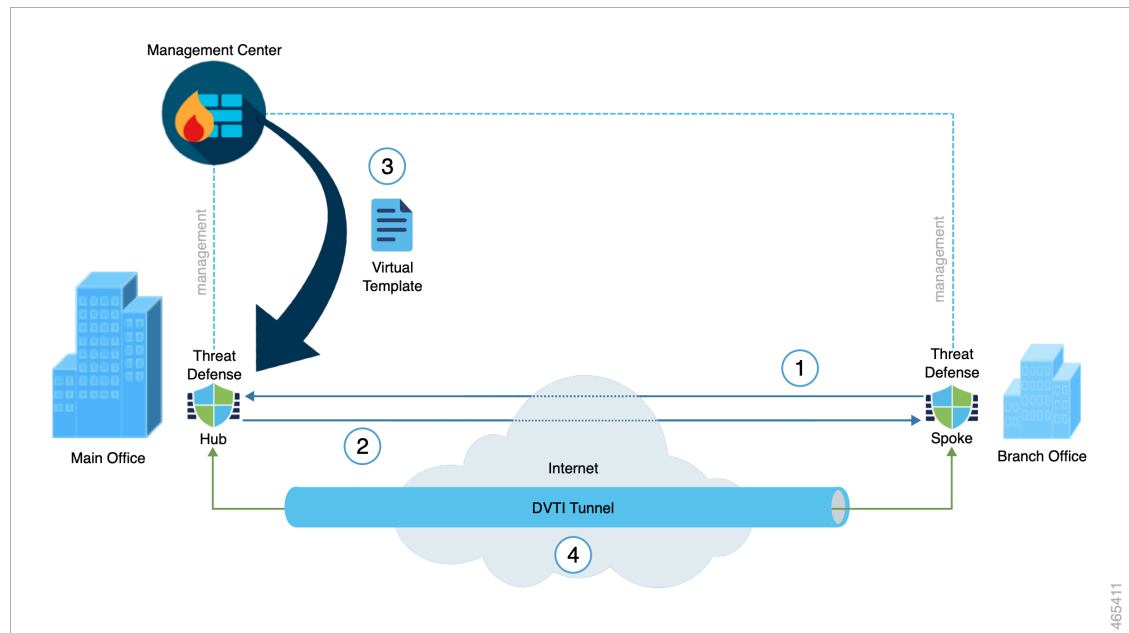 Management Center
3
management
Virtual
Template
management
Threat
Defense
1
Threat
Defense
Hub
2
Spoke
Main Office
Branch Office
Internet
DVTI Tunnel
4
465411